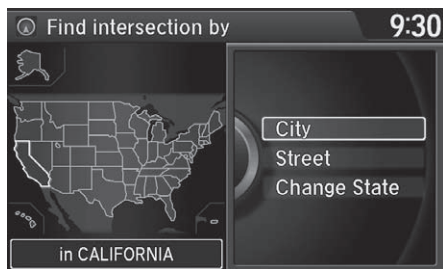 Find intersection by
9:30
City
Street
Change State
in CALIFORNIA